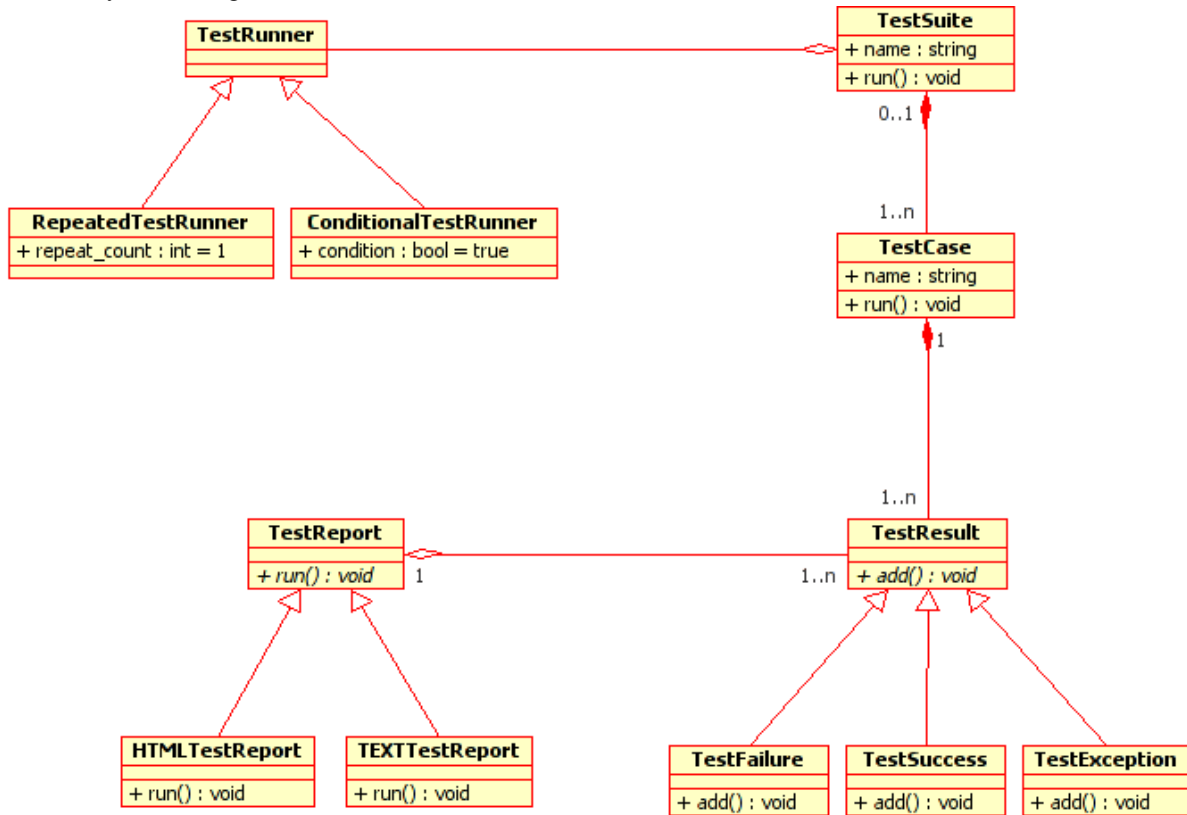 TestRunner
TestSuite
+ name : string
+ run() : void
0..1
RepeatedTestRunner
+ repeat_count : int = 1
ConditionalTestRunner
+ condition : bool = true
1..n
TestCase
+ name : string
+ run() : void
1
1..n
TestReport
+ run() : void
1
1..n
TestResult
+ add() : void
HTMLTestReport
+ run() : void
TEXTTestReport
+ run() : void
TestFailure
+ add() : void
TestSuccess
+ add() : void
TestException
+ add() : void